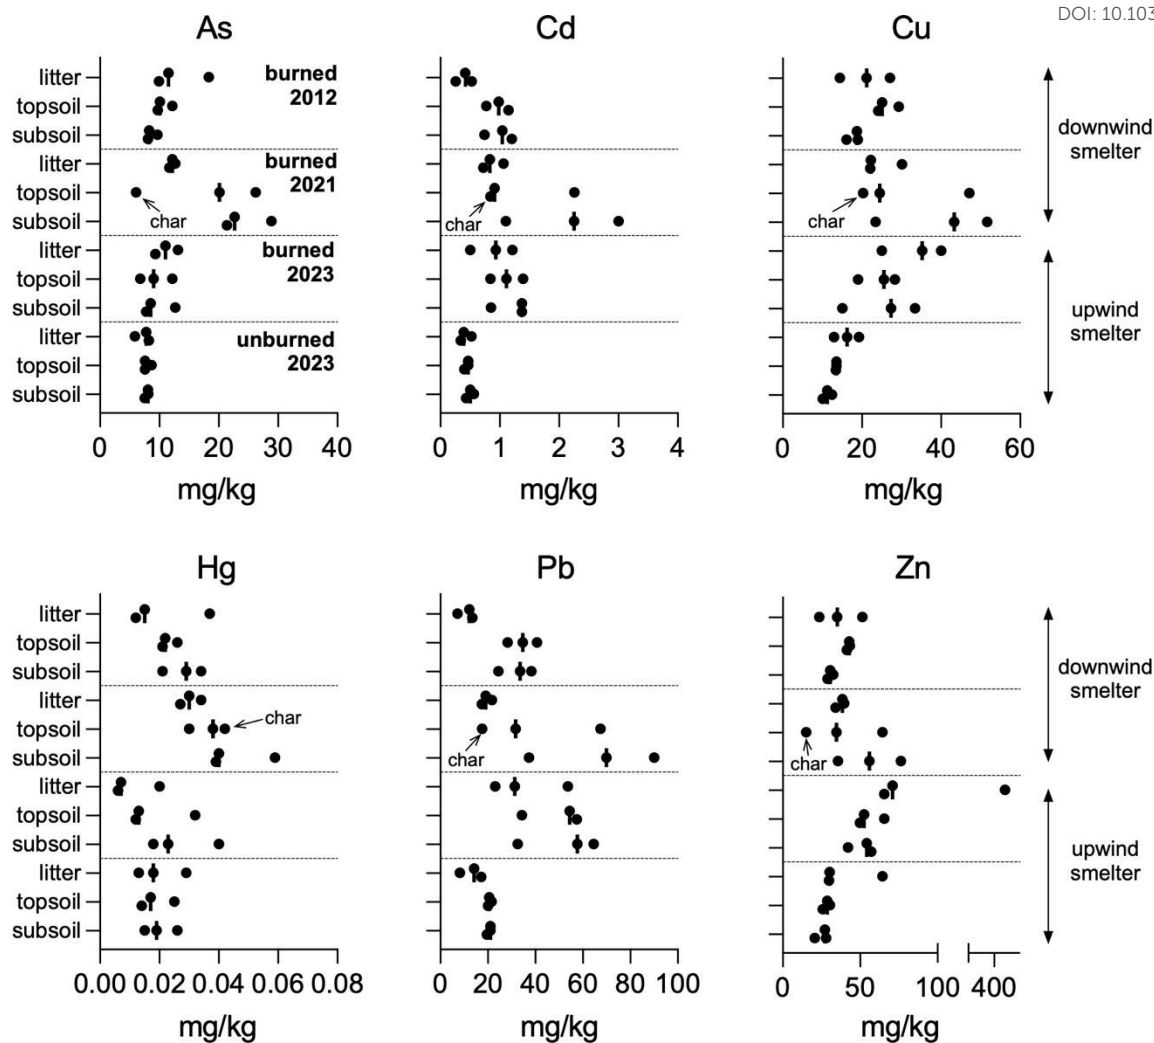 DOI: 10.103
As
Cd
Cu
litter
topsoil
subsoil
litter
topsoil
subsoil
litter
topsoil
subsoil
litter
topsoil
subsoil
burned
2012
burned
2021
burned
2023
unburned
2023
char
char
char
downwind
smelter
upwind
smelter
0 10 20 30 40
0 1 2 3 4
0 20 40 60
mg/kg
mg/kg
mg/kg
Hg
Pb
Zn
litter
topsoil
subsoil
litter
topsoil
subsoil
litter
topsoil
subsoil
litter
topsoil
subsoil
char
char
char
downwind
smelter
upwind
smelter
0.00 0.02 0.04 0.06 0.08
0 20 40 60 80 100
0 50 100 400
mg/kg
mg/kg
mg/kg